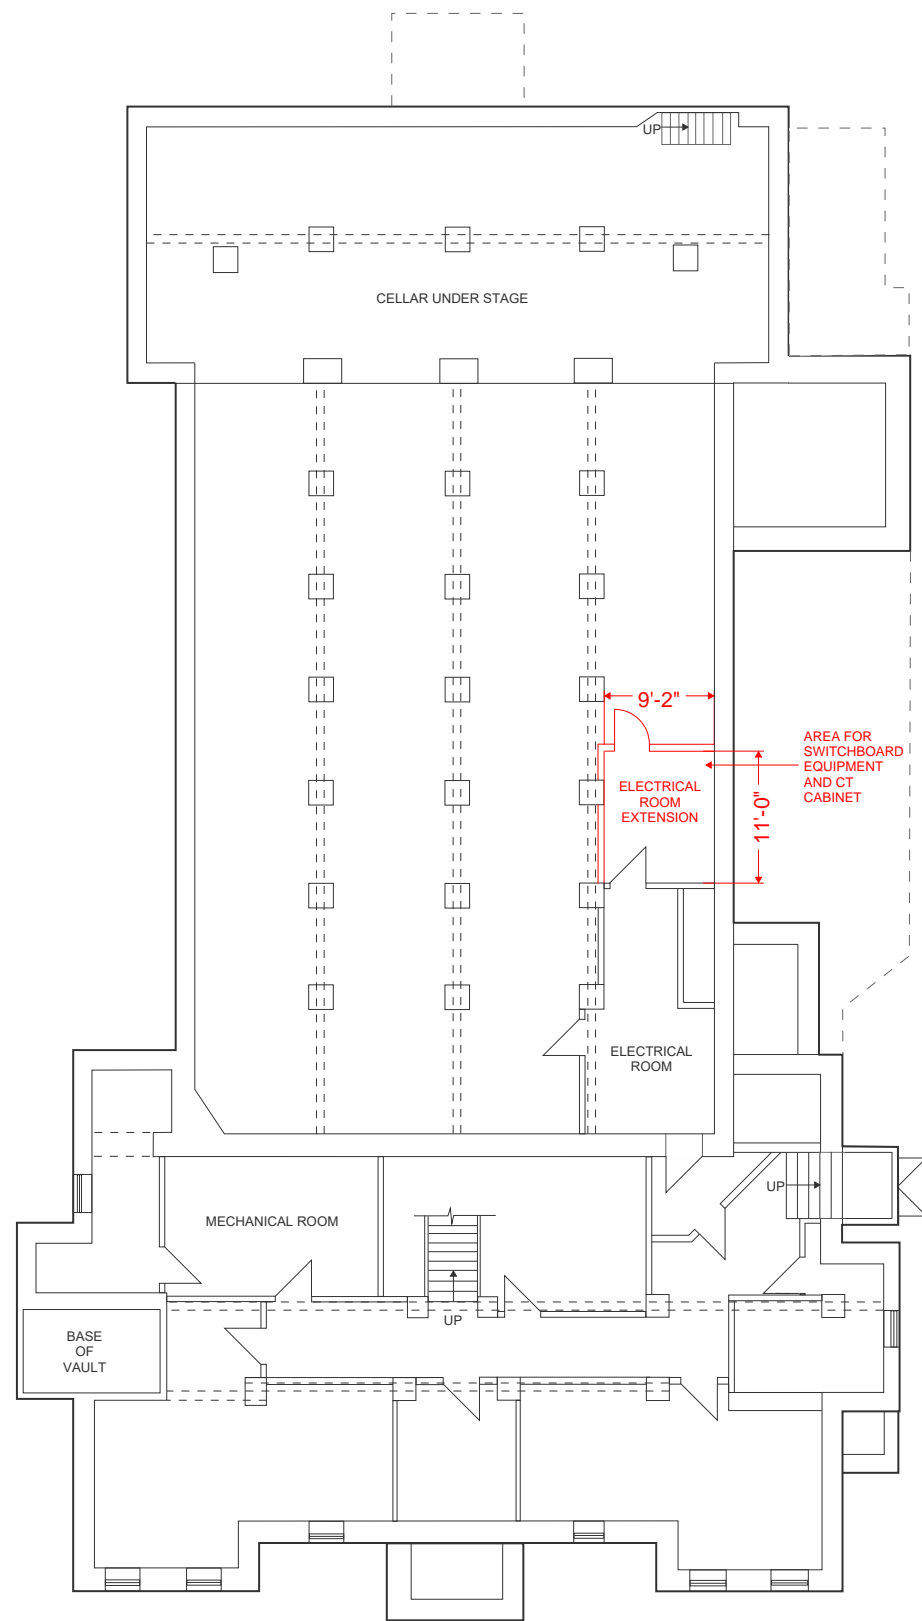 UP
CELLAR UNDER STAGE
9'-2"
AREA FOR
SWITCHBOARD
EQUIPMENT
AND CT
CABINET
ELECTRICAL
ROOM
EXTENSION
11'-0"
ELECTRICAL
ROOM
UP
MECHANICAL ROOM
UP
BASE
OF
VAULT